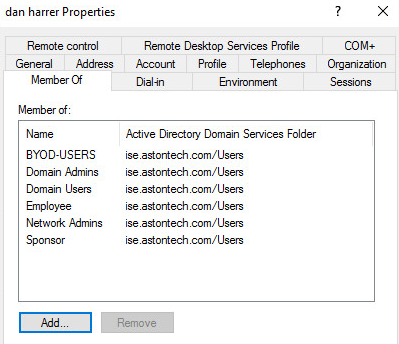 dan harrer Properties ? ×
Remote control Remote Desktop Services Profile COM+
General Address Account Profile Telephones Organization
Member Of Dial-in Environment Sessions
Member of:
Name Active Directory Domain Services Folder
BYOD-USERS ise.astontech.com/Users
Domain Admins ise.astontech.com/Users
Domain Users ise.astontech.com/Users
Employee ise.astontech.com/Users
Network Admins ise.astontech.com/Users
Sponsor ise.astontech.com/Users
Add... Remove